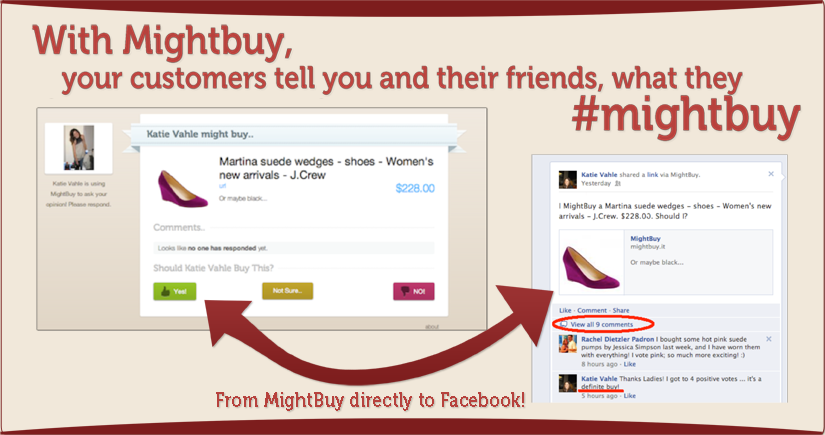 With Mightbuy,
your customers tell you and their friends, what they
#mightbuy
Katie Vahle might buy..
Katie Vahle is using
MightBuy to ask your
opinion! Please respond.
Martina suede wedges - shoes - Women's
new arrivals - J.Crew
$228.00
Or maybe black...
Comments..
Looks like no one has responded yet.
Should Katie Vahle Buy This?
Yes!
Not Sure..
NO!
about
Katie Vahle shared a link via MightBuy.
Yesterday
I MightBuy a Martina suede wedges - shoes - Women's new
arrivals - J.Crew. $228.00. Should I?
MightBuy
mightbuy.it
Or maybe black...
Like · Comment · Share
View all 9 comments
Rachel Dietzler Padron I bought some hot pink suede
pumps by Jessica Simpson last week, and I have worn them
with everything! I vote pink; so much more exciting! :)
8 hours ago · Like
Katie Vahle Thanks Ladies! I got to 4 positive votes ... it's a
definite buy!
5 hours ago · Like
From MightBuy directly to Facebook!